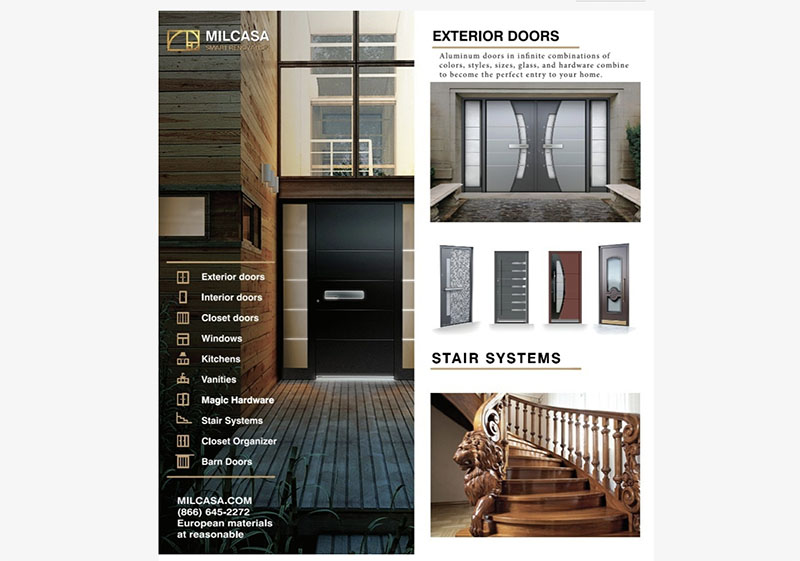 MILCASA
SMART RENOVATION
Exterior doors
Interior doors
Closet doors
Windows
Kitchens
Vanities
Magic Hardware
Stair Systems
Closet Organizer
Barn Doors
MILCASA.COM
(866) 645-2272
European materials
at reasonable
EXTERIOR DOORS
Aluminum doors in infinite combinations of
colors, styles, sizes, glass, and hardware combine
to become the perfect entry to your home.
STAIR SYSTEMS